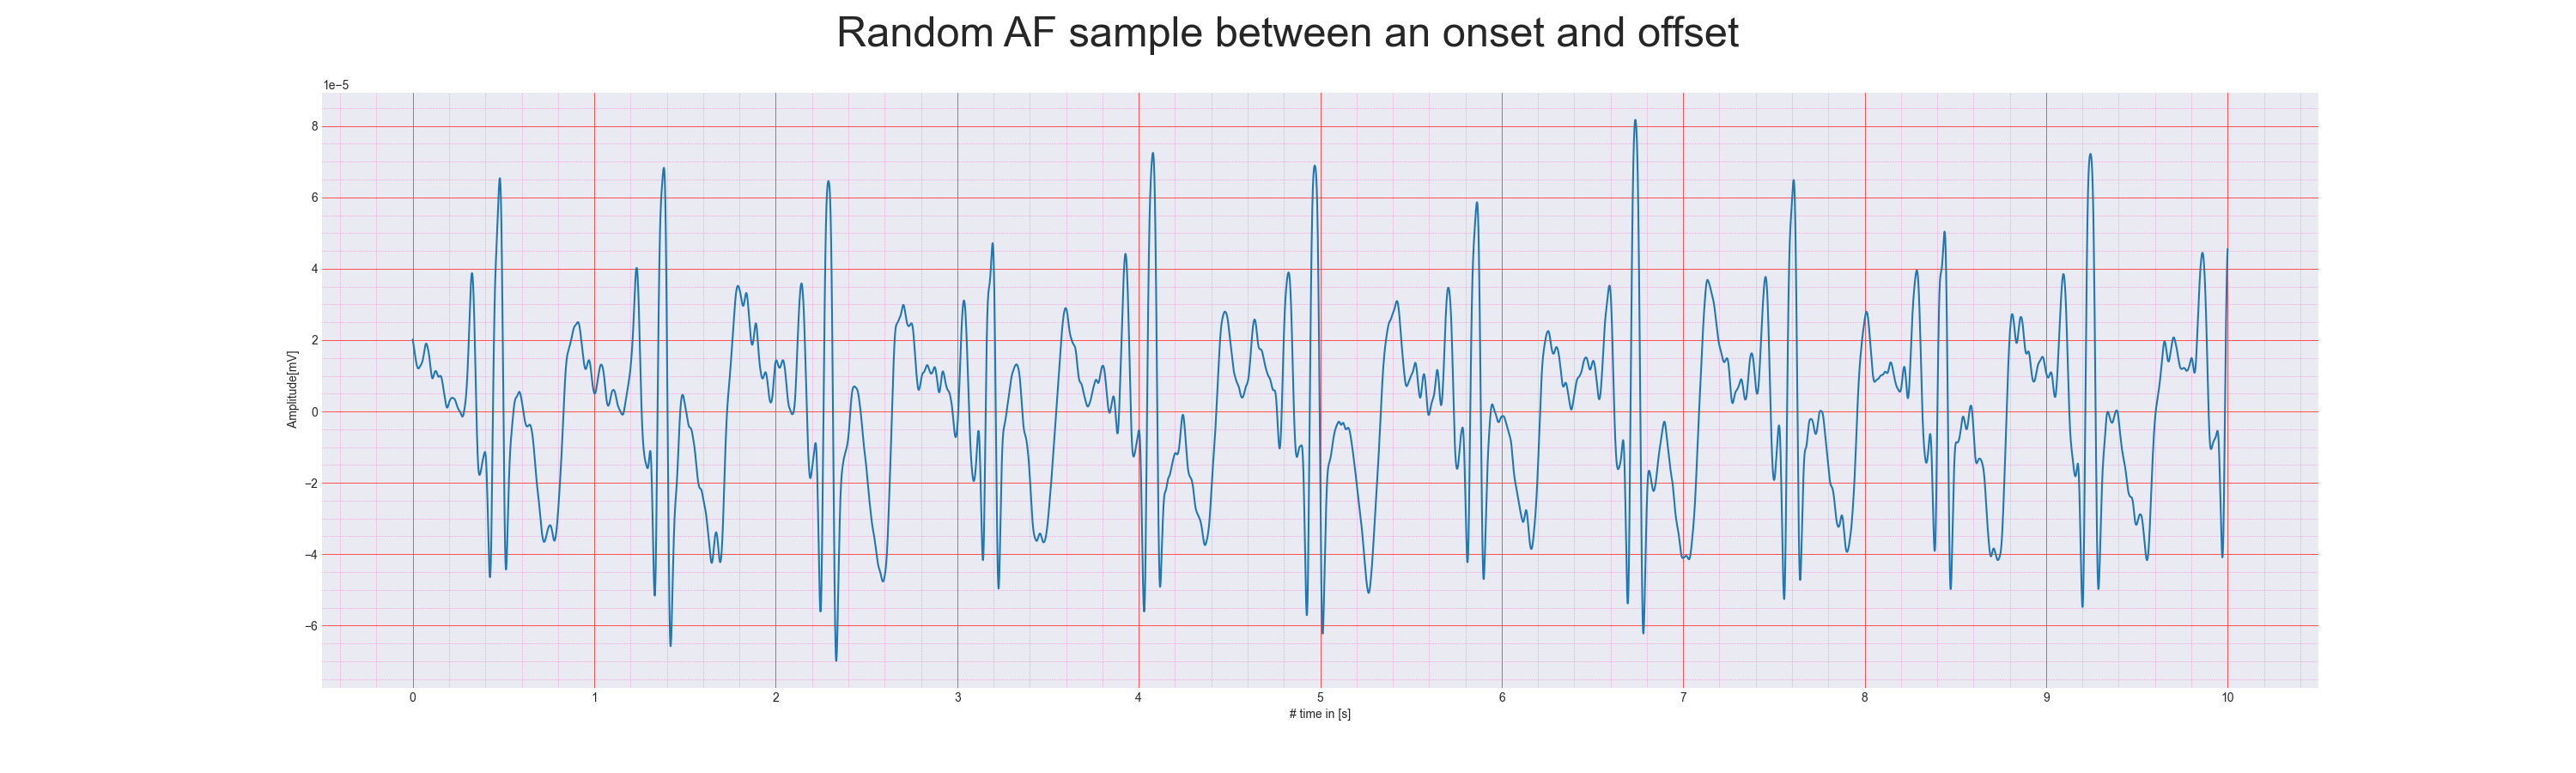 Random AF sample between an onset and offset
1e−5
8
6
4
2
0
−2
−4
−6
Amplitude[mV]
0 1 2 3 4 5 6 7 8 9 10
# time in [s]